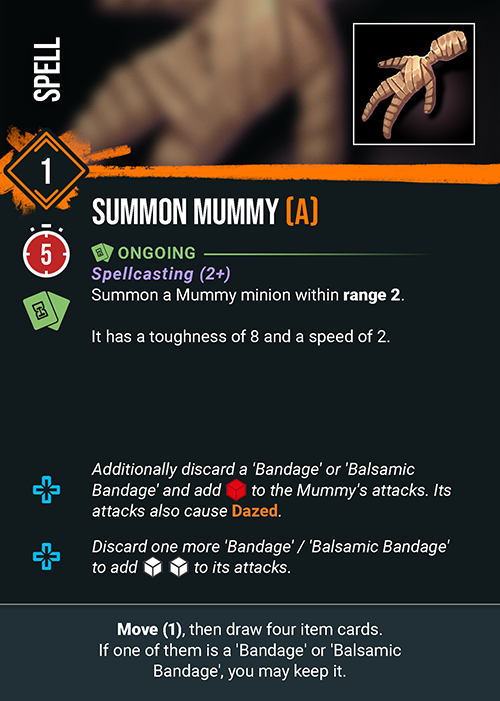 SPELL
1
SUMMON MUMMY (A)
5
ONGOING
Spellcasting (2+)
Summon a Mummy minion within range 2.
It has a toughness of 8 and a speed of 2.
Additionally discard a 'Bandage' or 'Balsamic
Bandage' and add to the Mummy's attacks. Its
attacks also cause Dazed.
Discard one more 'Bandage' / 'Balsamic Bandage'
to add to its attacks.
Move (1), then draw four item cards.
If one of them is a 'Bandage' or 'Balsamic
Bandage', you may keep it.